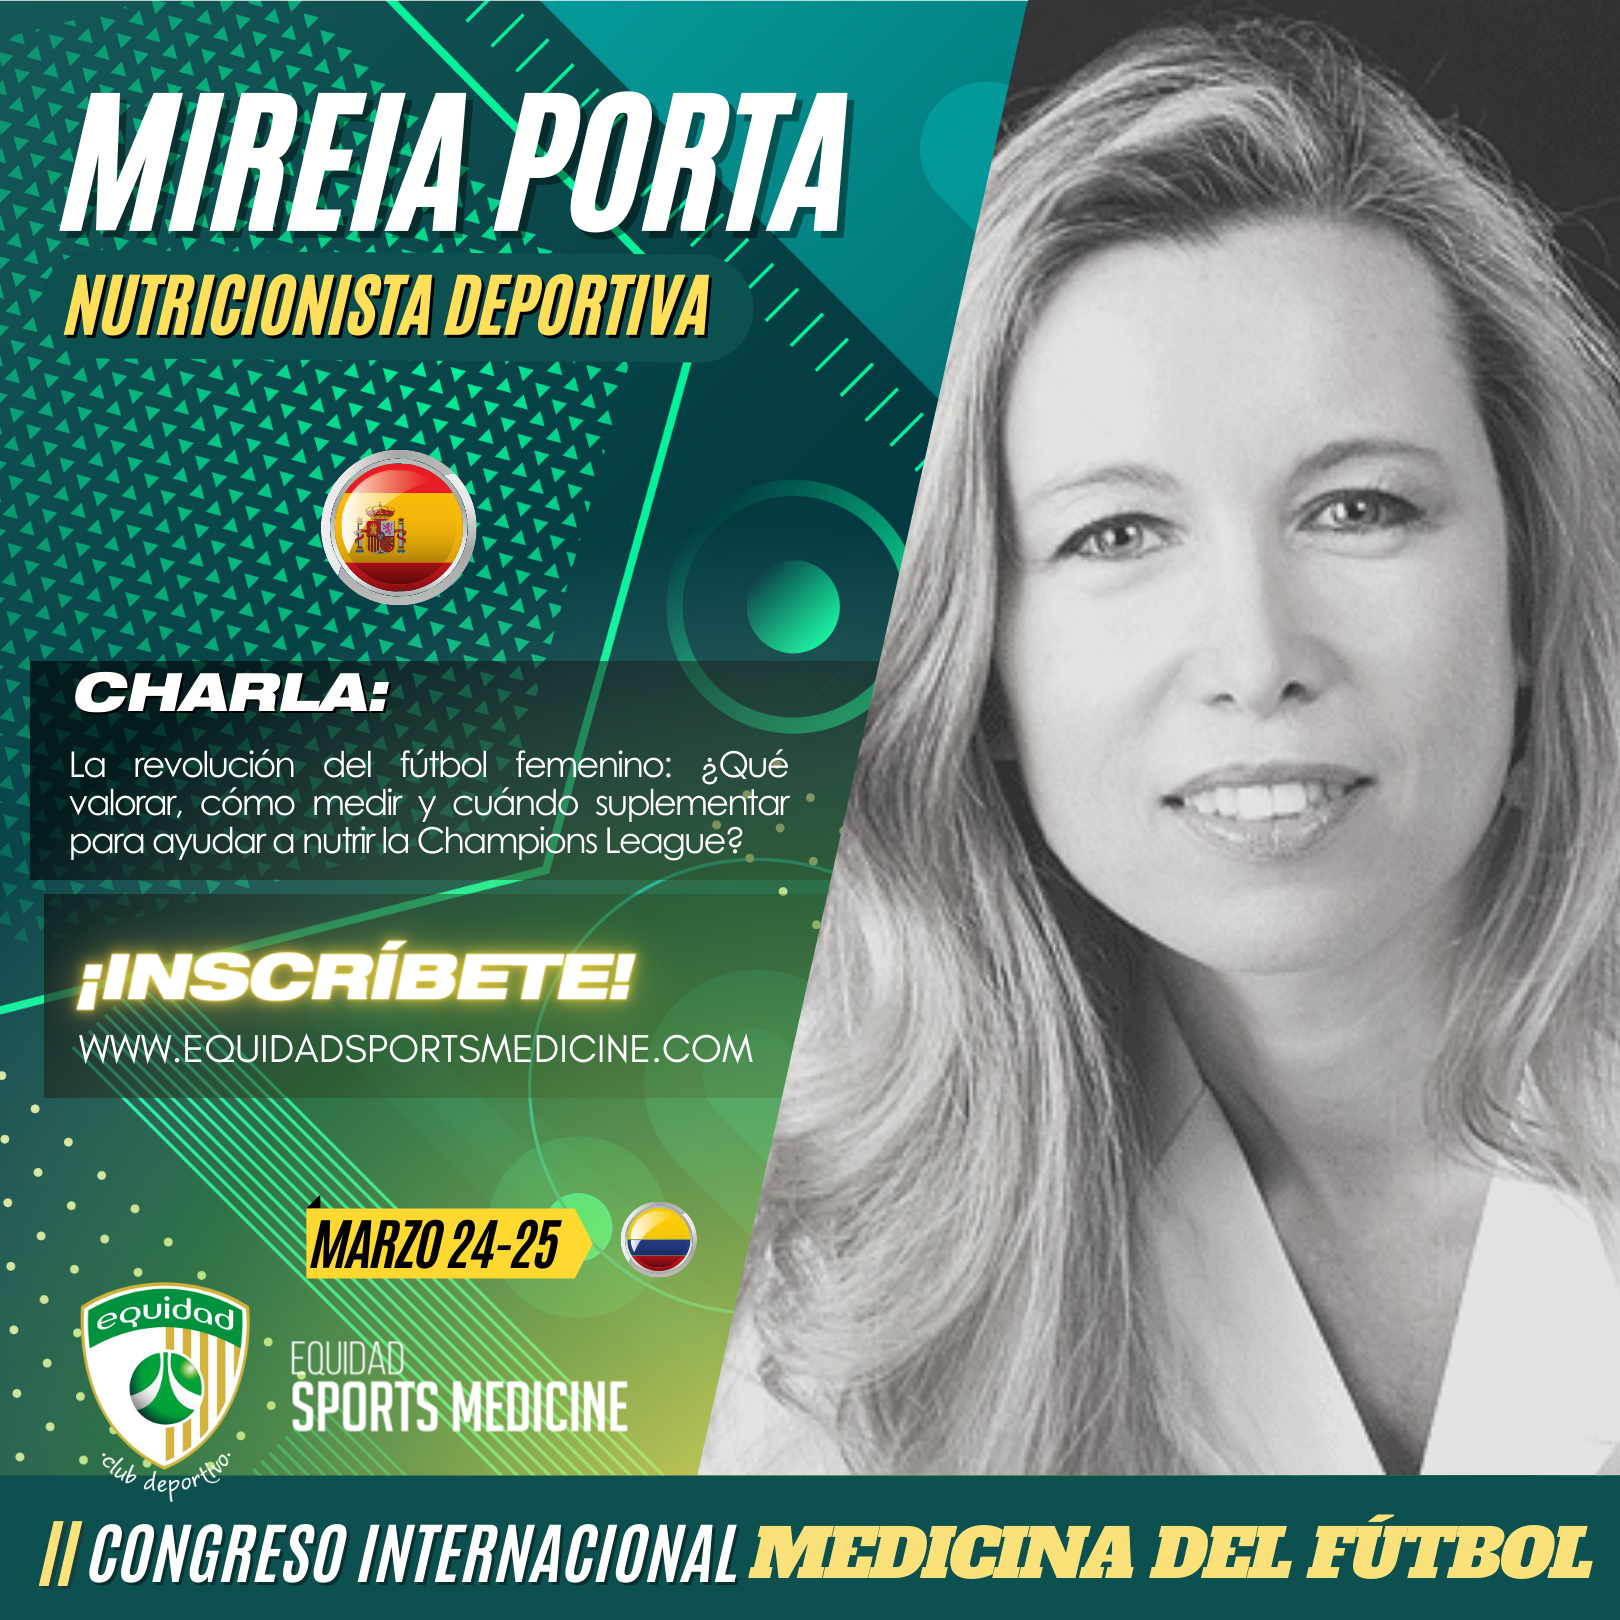 MIREIA PORTA
NUTRICIONISTA DEPORTIVA
CHARLA:
La revolución del fútbol femenino: ¿Qué
valorar, cómo medir y cuándo suplementar
para ayudar a nutrir la Champions League?
¡INSCRÍBETE!
WWW.EQUIDADSPORTSMEDICINE.COM
MARZO 24-25
equidad
club deportivo
EQUIDAD
SPORTS MEDICINE
II CONGRESO INTERNACIONAL MEDICINA DEL FÚTBOL